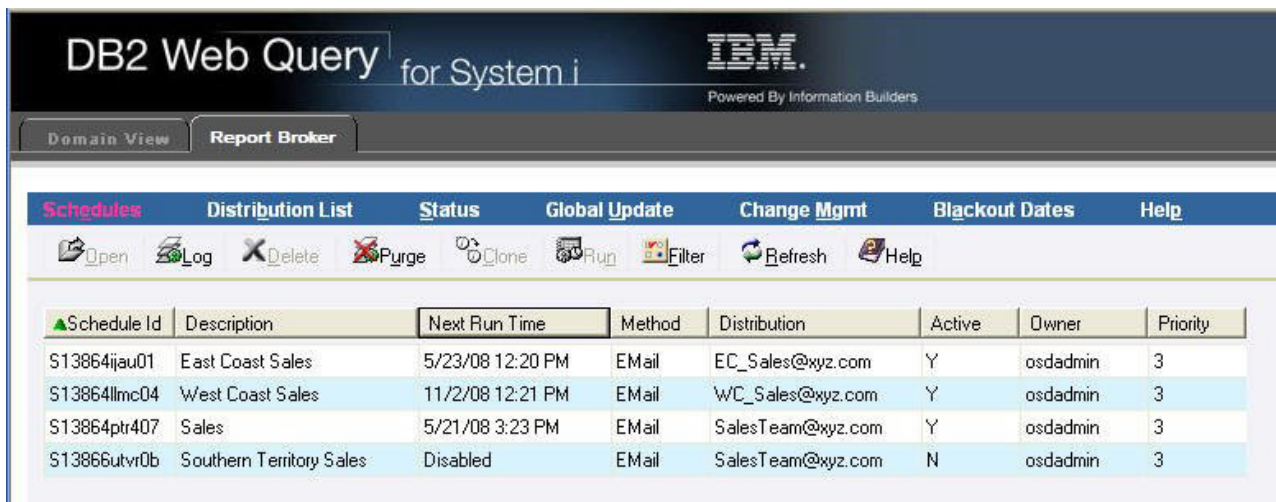 DB2 Web Query for System i IBM.
Powered By Information Builders
Domain View Report Broker
Schedules Distribution List Status Global Update Change Mgmt Blackout Dates Help
Open Log Delete Purge Clone Run Filter Refresh Help
Schedule Id Description Next Run Time Method Distribution Active Owner Priority
S13864ijau01 East Coast Sales 5/23/08 12:20 PM EMail EC_Sales@xyz.com Y osdadmin 3
S13864llmc04 West Coast Sales 11/2/08 12:21 PM EMail WC_Sales@xyz.com Y osdadmin 3
S13864ptr407 Sales 5/21/08 3:23 PM EMail SalesTeam@xyz.com Y osdadmin 3
S13866utvr0b Southern Territory Sales Disabled EMail SalesTeam@xyz.com N osdadmin 3